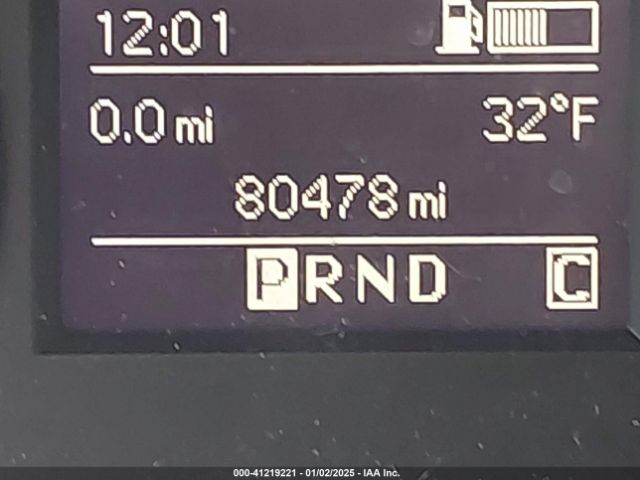 12:01
0.0 mi 32°F
80478 mi
PRND C
000-41219221 - 01/02/2025 - IAA Inc.